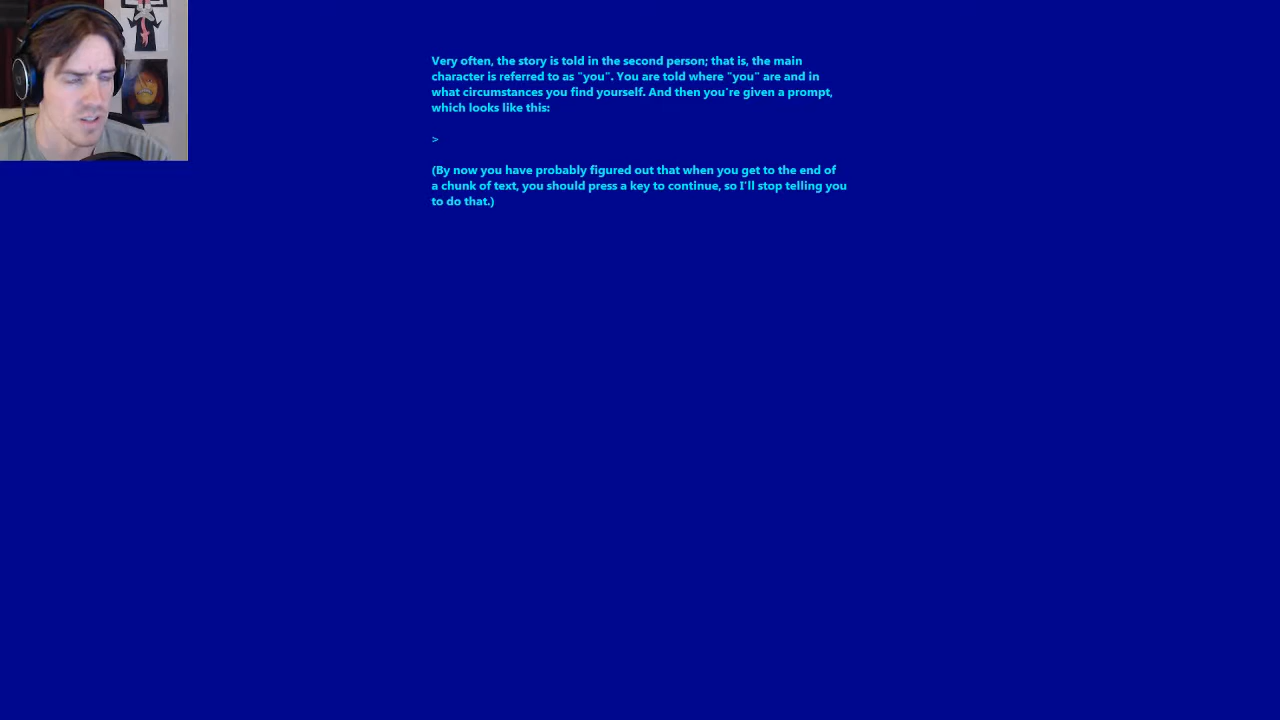 Very often, the story is told in the second person; that is, the main
character is referred to as "you". You are told where "you" are and in
what circumstances you find yourself. And then you're given a prompt,
which looks like this:
>
(By now you have probably figured out that when you get to the end of
a chunk of text, you should press a key to continue, so I'll stop telling you
to do that.)